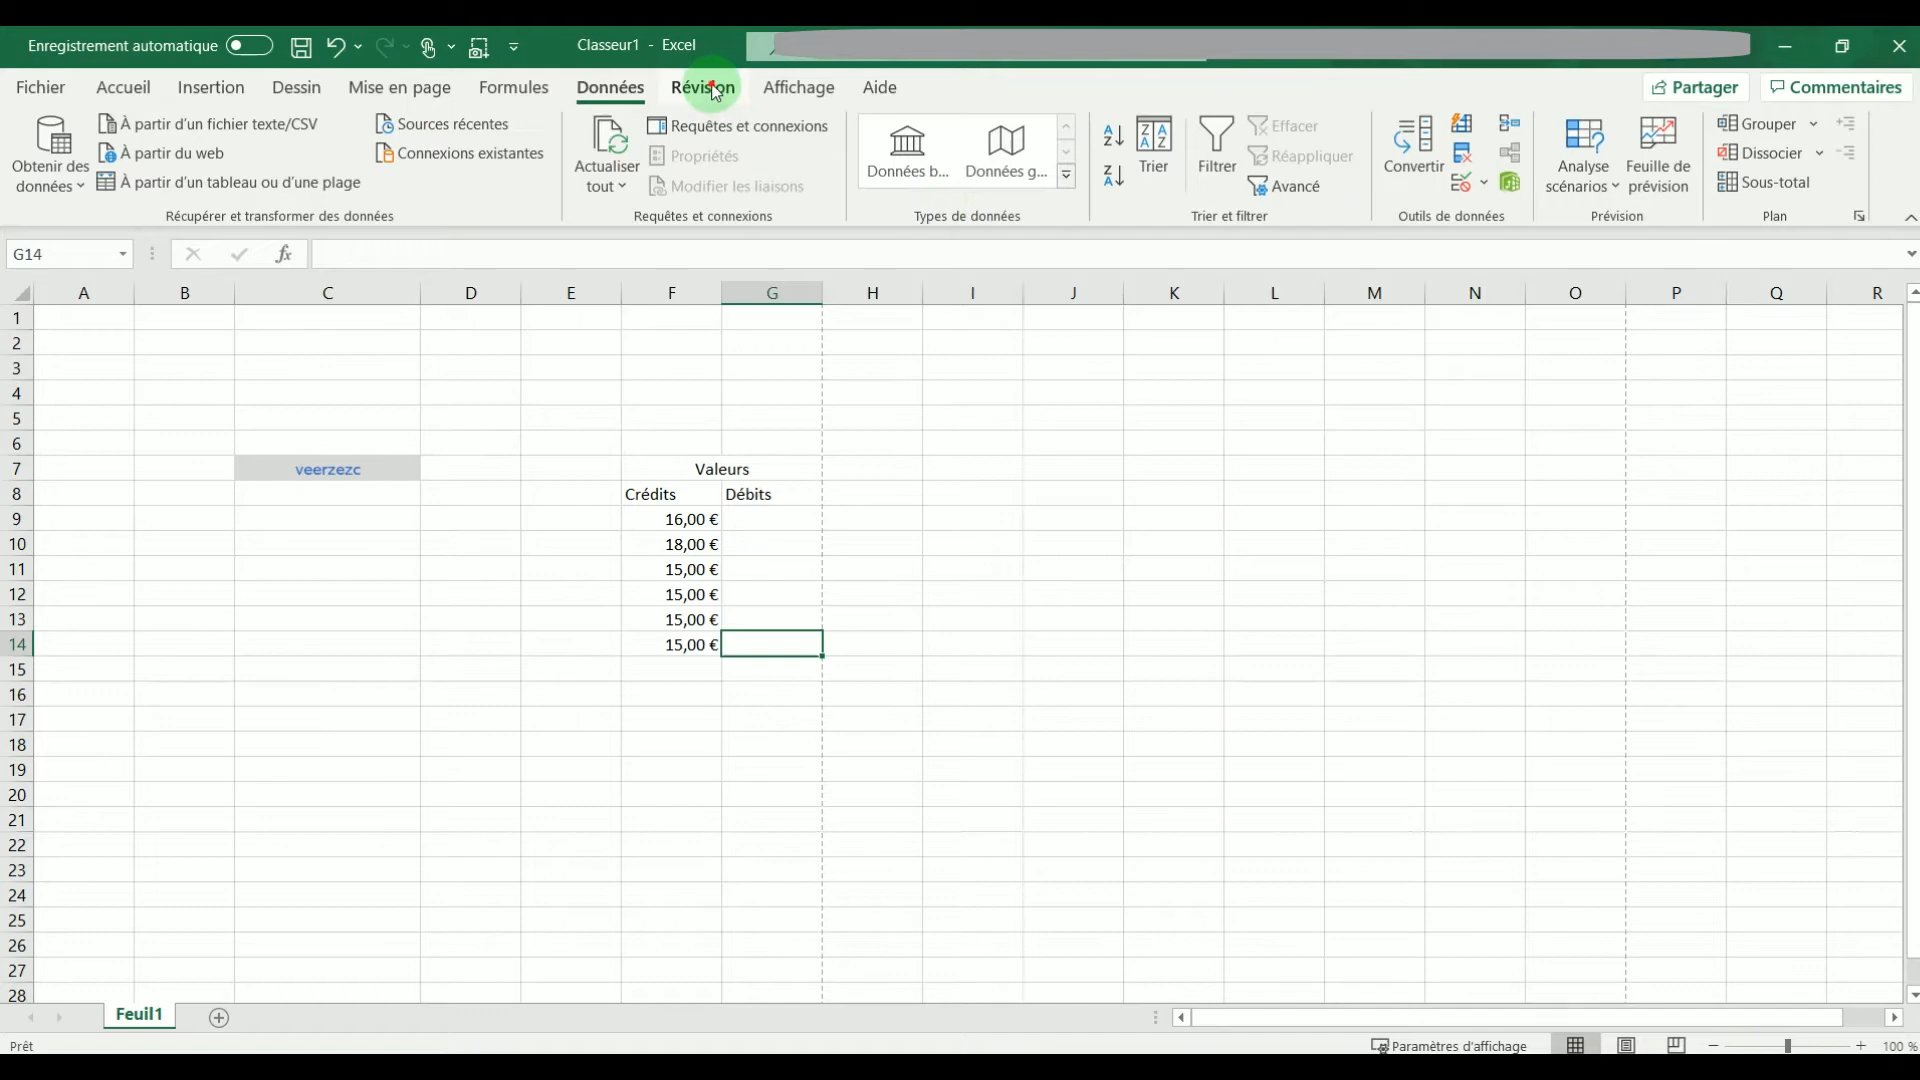 Enregistrement automatique
Classeur1 - Excel
Fichier Accueil Insertion Dessin Mise en page Formules Données Révision Affichage Aide
Partager Commentaires
Obtenir des données
À partir d'un fichier texte/CSV
À partir du web
À partir d'un tableau ou d'une plage
Sources récentes
Connexions existantes
Récupérer et transformer des données
Actualiser tout
Requêtes et connexions
Propriétés
Modifier les liaisons
Requêtes et connexions
Données b...
Données g...
Types de données
Trier
Filtrer
Effacer
Réappliquer
Avancé
Trier et filtrer
Convertir
Outils de données
Analyse scénarios
Feuille de prévision
Prévision
Grouper
Dissocier
Sous-total
Plan
G14
fx
A B C D E F G H I J K L M N O P Q R
1
2
3
4
5
6
7 veerzezc Valeurs
8 Crédits Débits
9 16,00 €
10 18,00 €
11 15,00 €
12 15,00 €
13 15,00 €
14 15,00 €
15
16
17
18
19
20
21
22
23
24
25
26
27
28
Feuil1
Prêt
Paramètres d'affichage
100 %